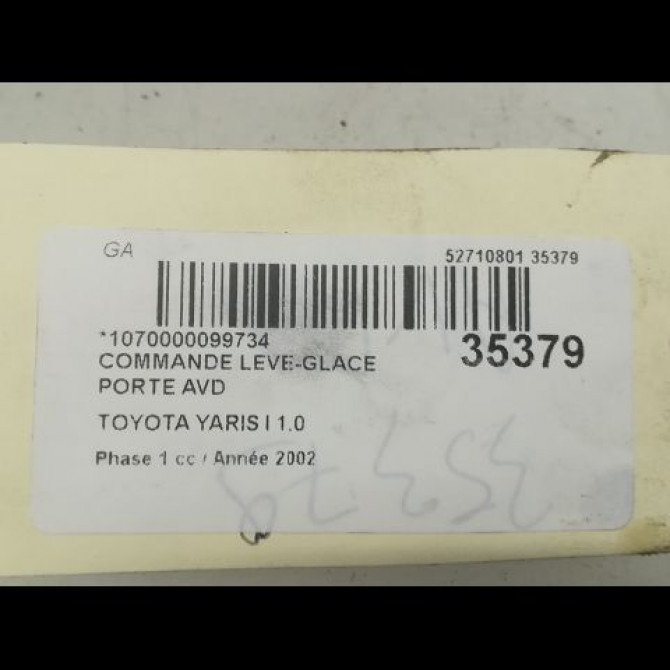 GA
52710801 35379
*1070000099734
35379
COMMANDE LEVE-GLACE
PORTE AVD
TOYOTA YARIS I 1.0
Phase 1 cc / Année 2002